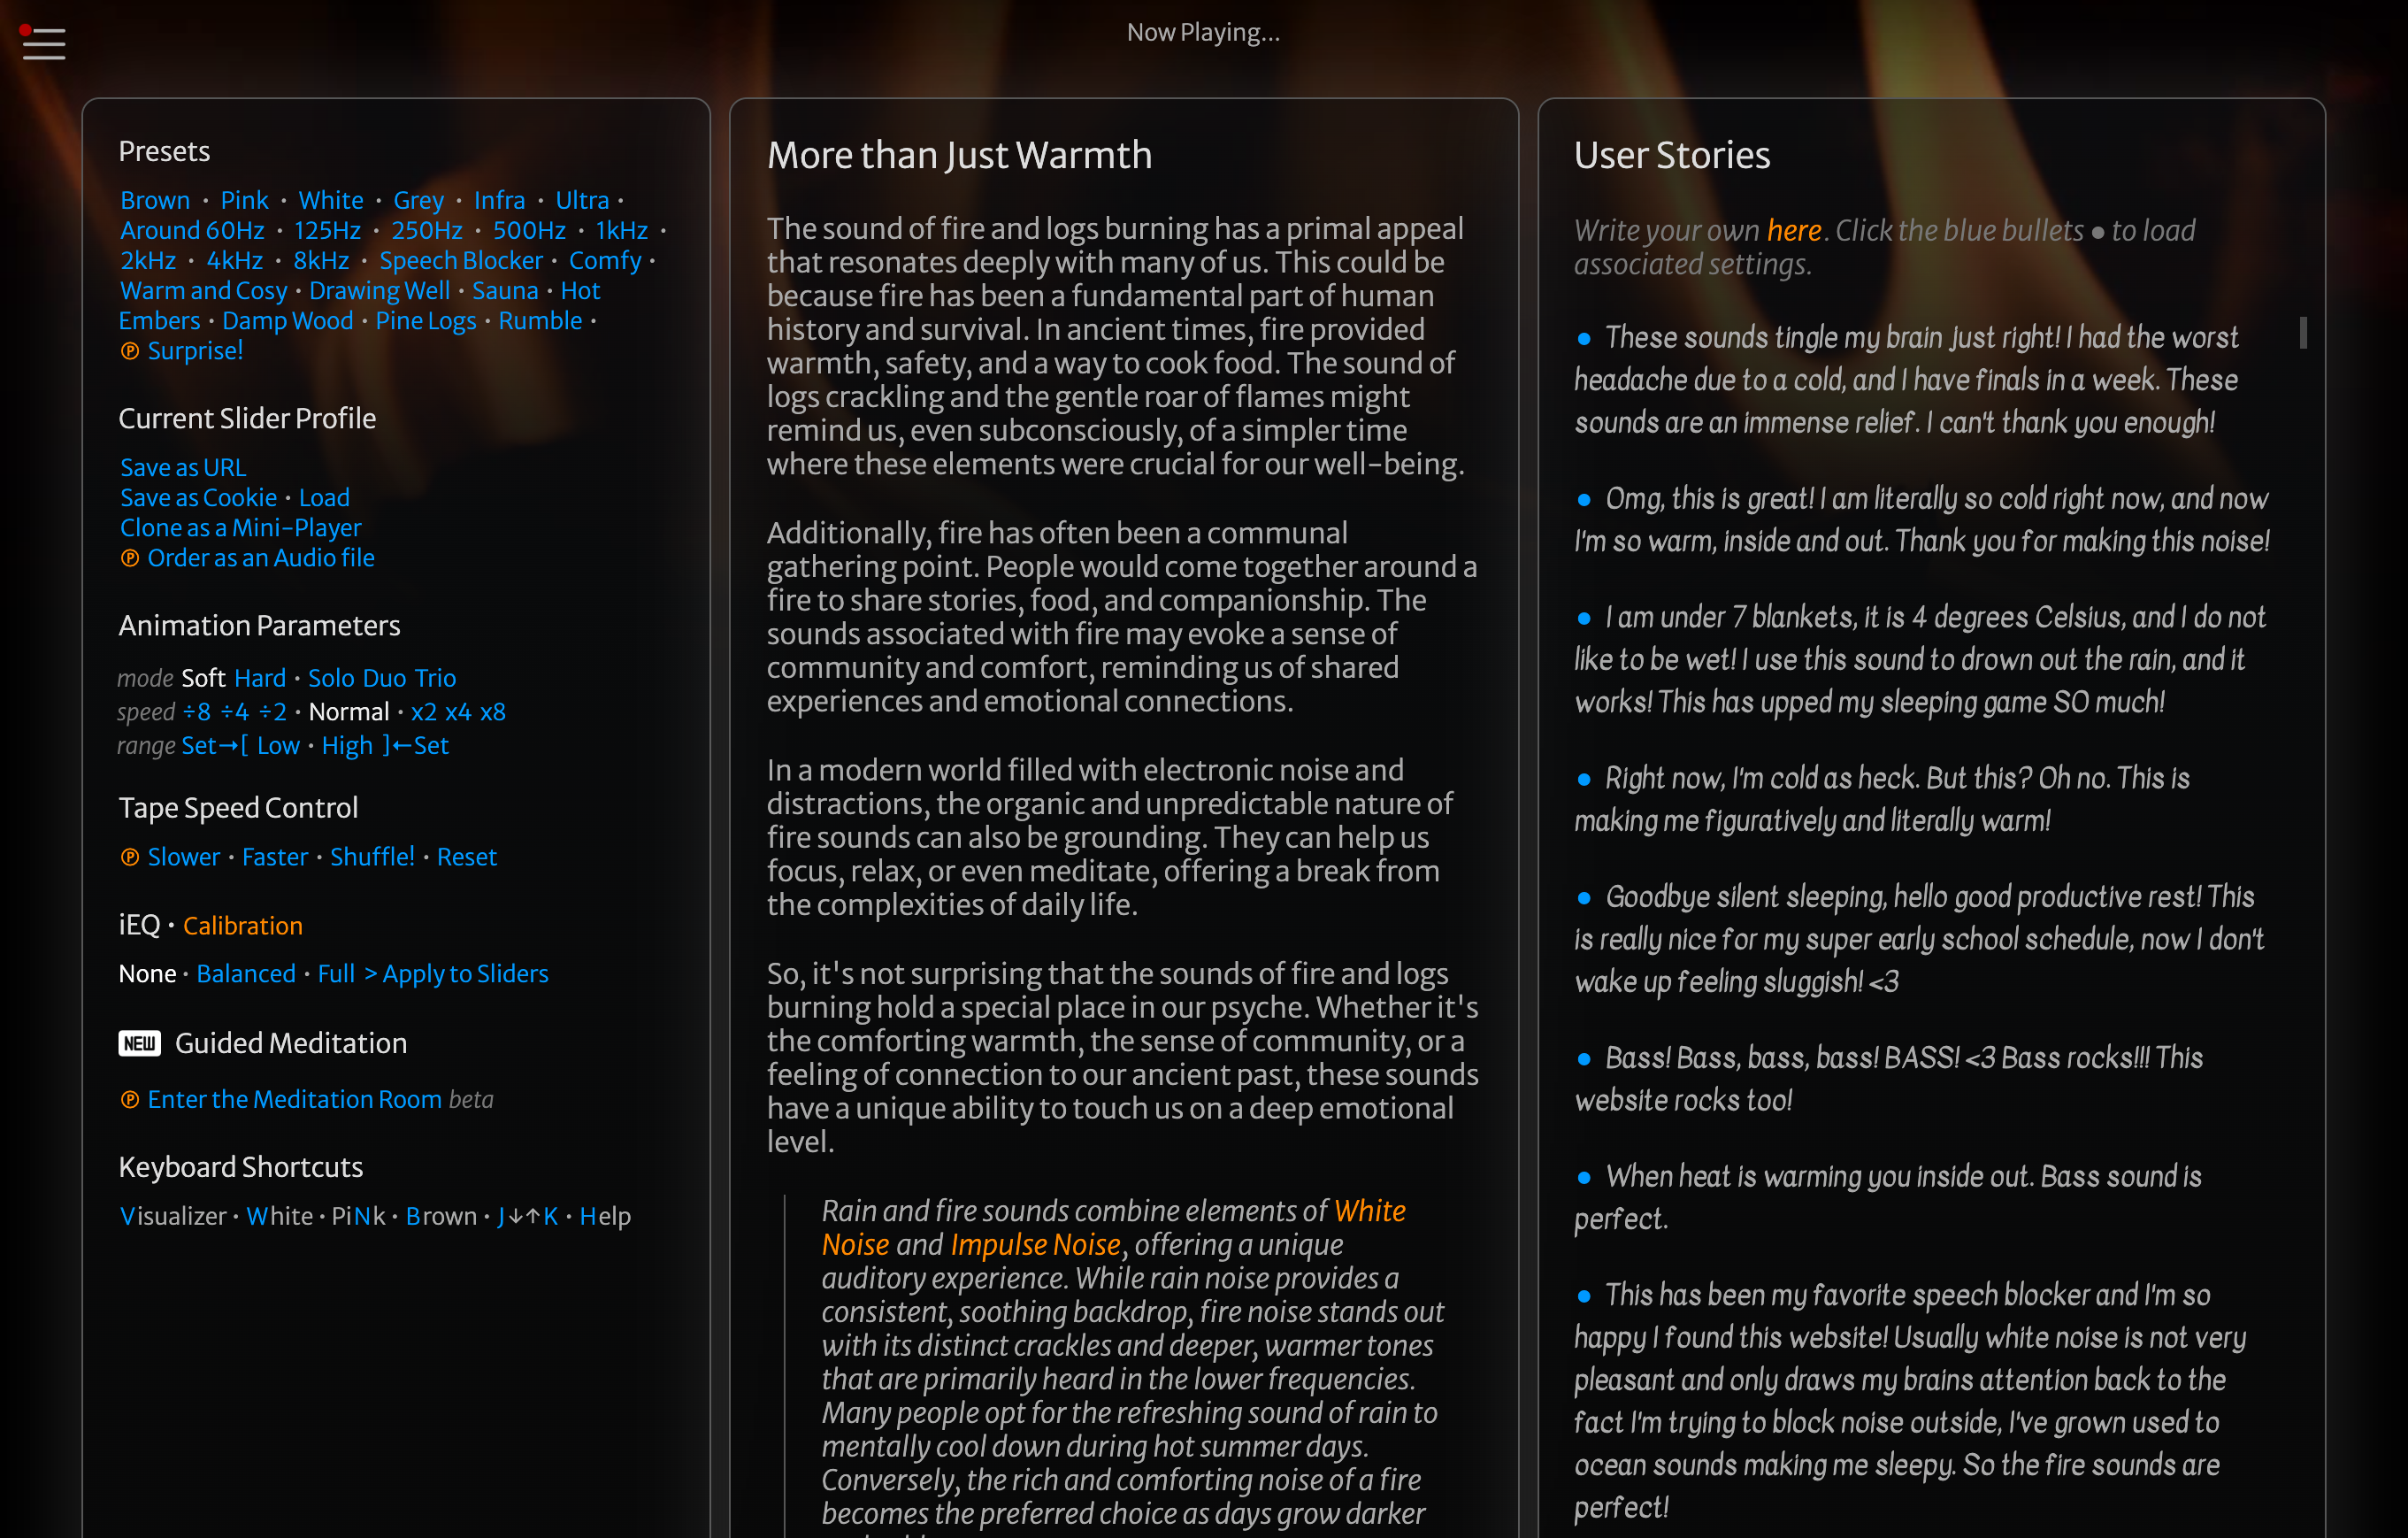 Now Playing...
Presets
Brown • Pink • White • Grey • Infra • Ultra •
Around 60Hz • 125Hz • 250Hz • 500Hz • 1kHz •
2kHz • 4kHz • 8kHz • Speech Blocker • Comfy •
Warm and Cosy • Drawing Well • Sauna • Hot
Embers • Damp Wood • Pine Logs • Rumble •
Ⓟ Surprise!
Current Slider Profile
Save as URL
Save as Cookie • Load
Clone as a Mini-Player
Ⓟ Order as an Audio file
Animation Parameters
mode Soft Hard • Solo Duo Trio
speed ÷8 ÷4 ÷2 • Normal • x2 x4 x8
range Set→[ Low • High ]←Set
Tape Speed Control
Ⓟ Slower • Faster • Shuffle! • Reset
iEQ • Calibration
None • Balanced • Full > Apply to Sliders
NEW Guided Meditation
Ⓟ Enter the Meditation Room beta
Keyboard Shortcuts
Visualizer • White • PiNk • Brown • J↓↑K • Help
More than Just Warmth
The sound of fire and logs burning has a primal appeal
that resonates deeply with many of us. This could be
because fire has been a fundamental part of human
history and survival. In ancient times, fire provided
warmth, safety, and a way to cook food. The sound of
logs crackling and the gentle roar of flames might
remind us, even subconsciously, of a simpler time
where these elements were crucial for our well-being.
Additionally, fire has often been a communal
gathering point. People would come together around a
fire to share stories, food, and companionship. The
sounds associated with fire may evoke a sense of
community and comfort, reminding us of shared
experiences and emotional connections.
In a modern world filled with electronic noise and
distractions, the organic and unpredictable nature of
fire sounds can also be grounding. They can help us
focus, relax, or even meditate, offering a break from
the complexities of daily life.
So, it's not surprising that the sounds of fire and logs
burning hold a special place in our psyche. Whether it's
the comforting warmth, the sense of community, or a
feeling of connection to our ancient past, these sounds
have a unique ability to touch us on a deep emotional
level.
Rain and fire sounds combine elements of White
Noise and Impulse Noise, offering a unique
auditory experience. While rain noise provides a
consistent, soothing backdrop, fire noise stands out
with its distinct crackles and deeper, warmer tones
that are primarily heard in the lower frequencies.
Many people opt for the refreshing sound of rain to
mentally cool down during hot summer days.
Conversely, the rich and comforting noise of a fire
becomes the preferred choice as days grow darker
User Stories
Write your own here. Click the blue bullets ● to load
associated settings.
● These sounds tingle my brain just right! I had the worst
headache due to a cold, and I have finals in a week. These
sounds are an immense relief. I can't thank you enough!
● Omg, this is great! I am literally so cold right now, and now
I'm so warm, inside and out. Thank you for making this noise!
● I am under 7 blankets, it is 4 degrees Celsius, and I do not
like to be wet! I use this sound to drown out the rain, and it
works! This has upped my sleeping game SO much!
● Right now, I'm cold as heck. But this? Oh no. This is
making me figuratively and literally warm!
● Goodbye silent sleeping, hello good productive rest! This
is really nice for my super early school schedule, now I don't
wake up feeling sluggish! <3
● Bass! Bass, bass, bass! BASS! <3 Bass rocks!!! This
website rocks too!
● When heat is warming you inside out. Bass sound is
perfect.
● This has been my favorite speech blocker and I'm so
happy I found this website! Usually white noise is not very
pleasant and only draws my brains attention back to the
fact I'm trying to block noise outside, I've grown used to
ocean sounds making me sleepy. So the fire sounds are
perfect!